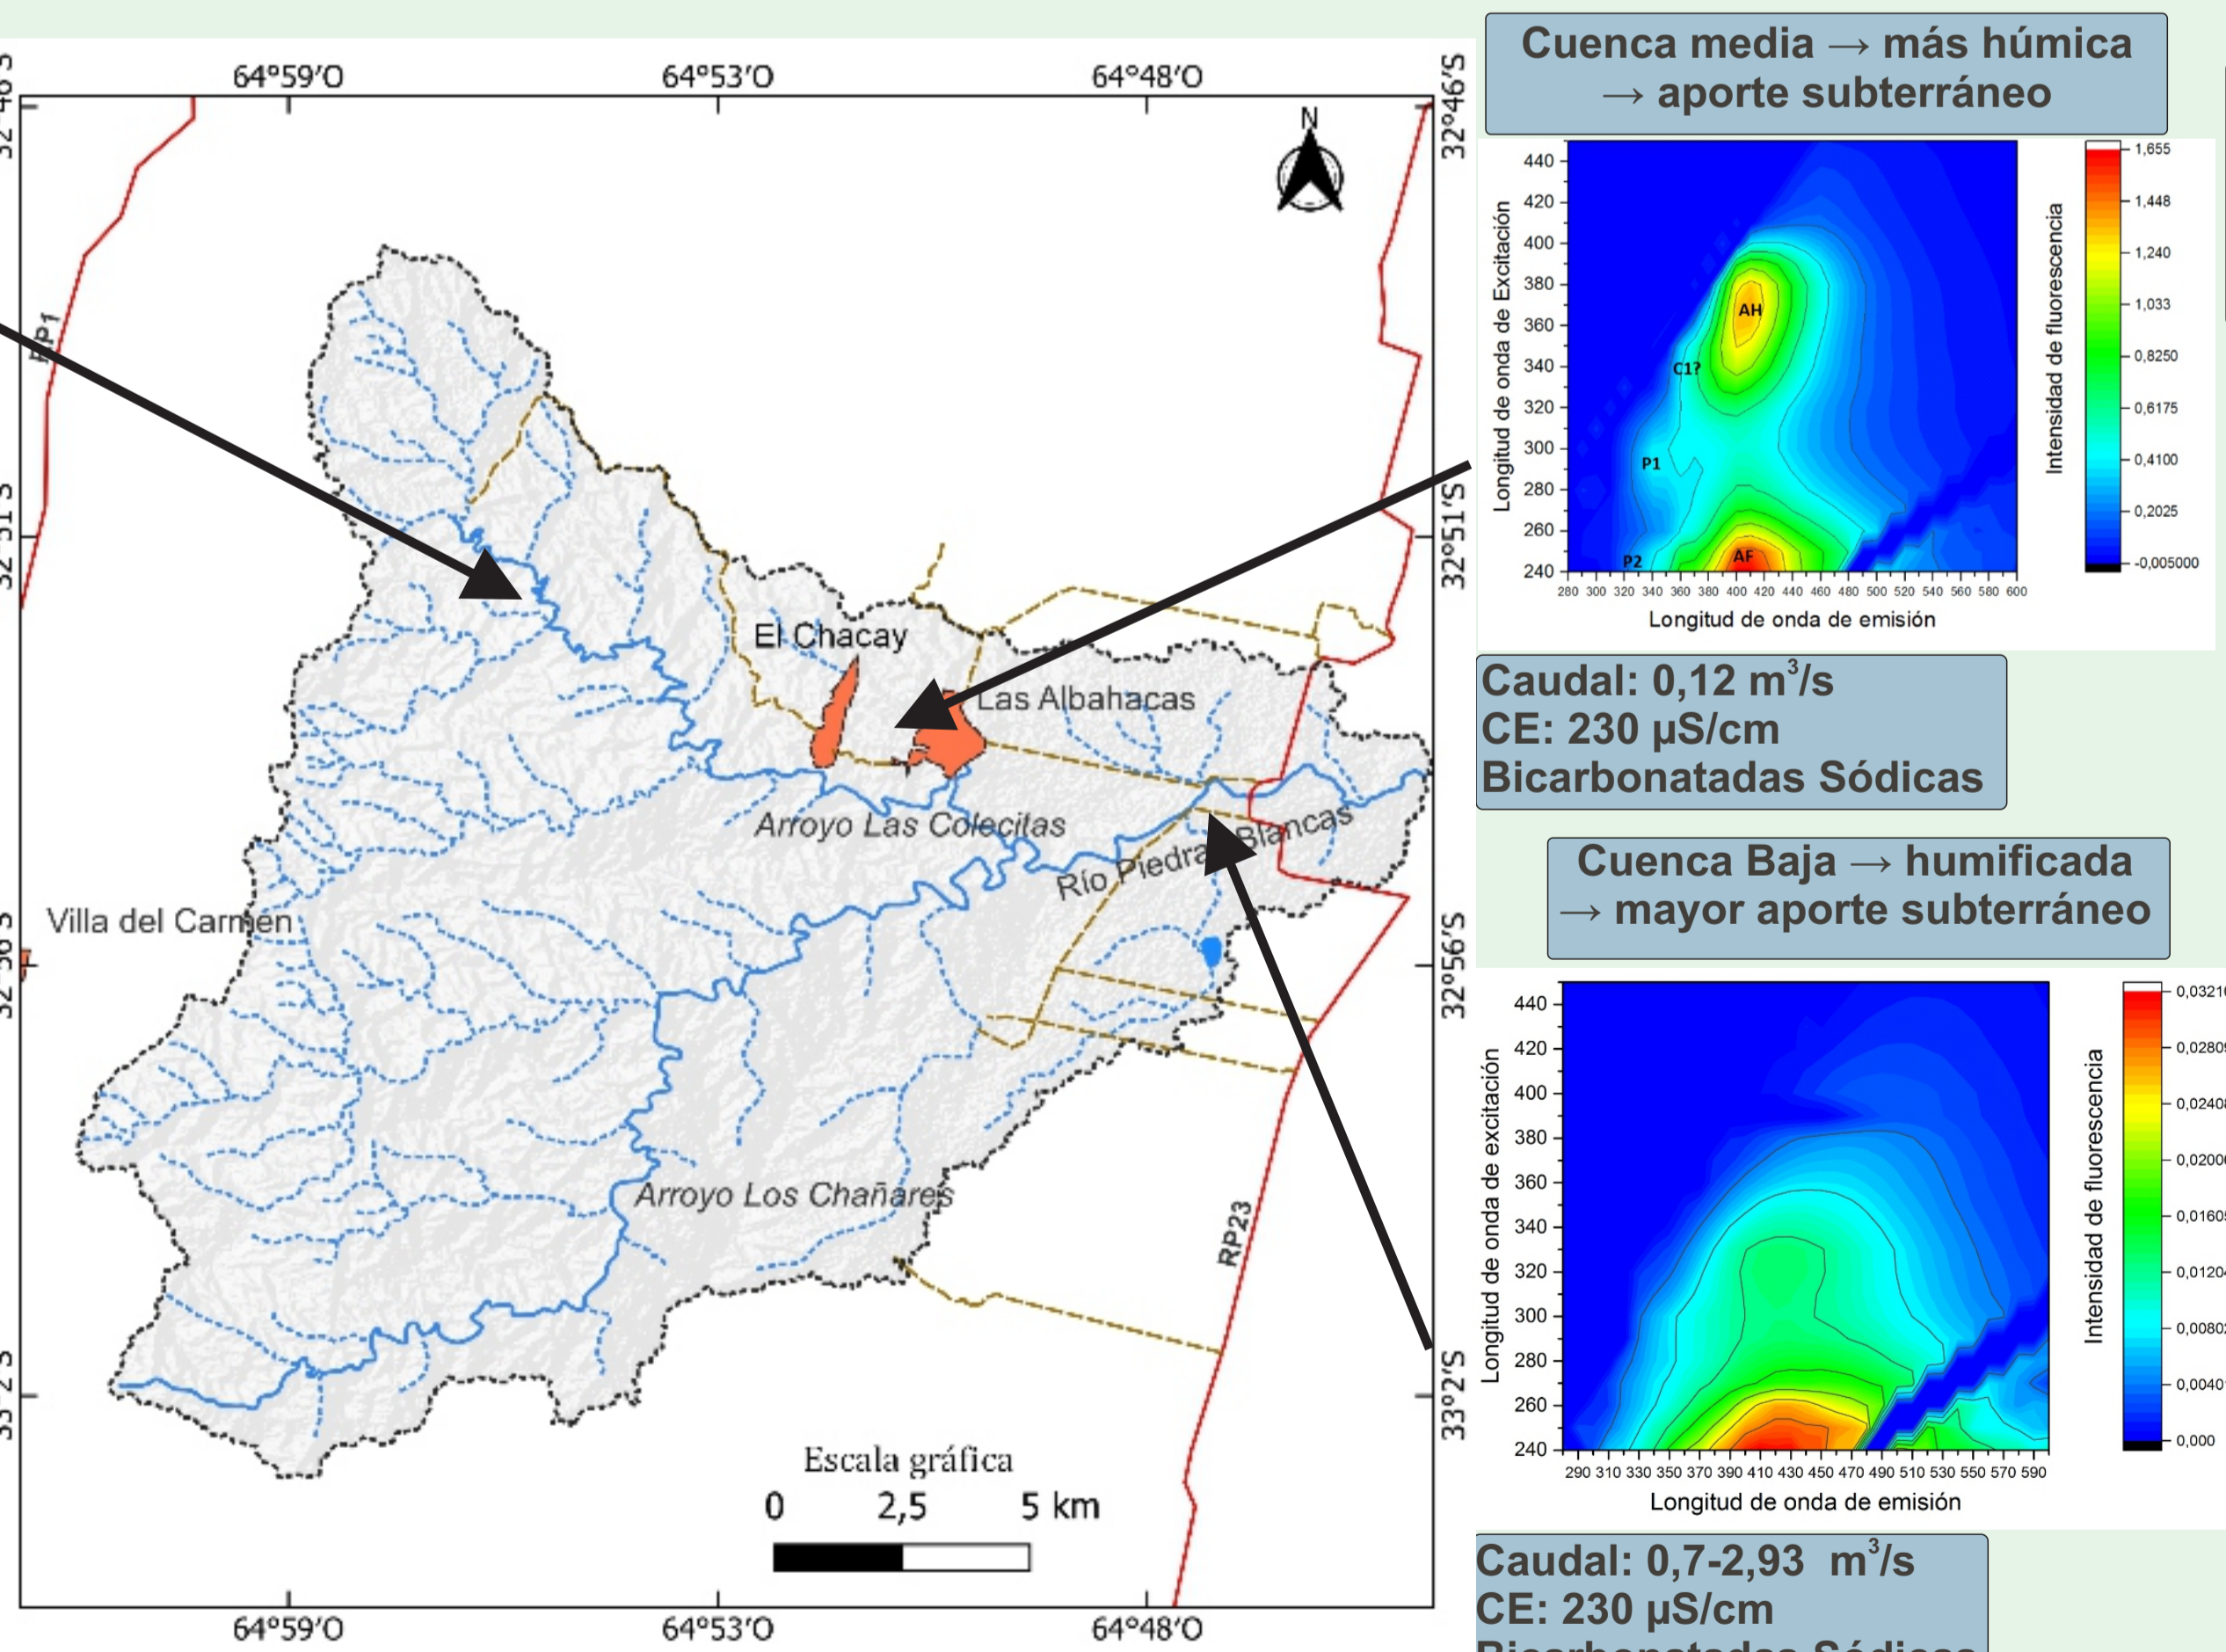 64°59'O
64°53'O
64°48'O
32°46'S
N
RP1
32°51'S
El Chacay
Las Albahacas
Arroyo Las Colecitas
Río Piedras Blancas
Villa del Carmen
32°56'S
Arroyo Los Chañares
RP23
33°2'S
Escala gráfica
0 2,5 5 km
64°59'O
64°53'O
64°48'O
Cuenca media → más húmica
→ aporte subterráneo
Longitud de onda de Excitación
440
420
400
380
360
340
320
300
280
260
240
AH
C1?
P1
P2
AF
280 300 320 340 360 380 400 420 440 460 480 500 520 540 560 580 600
Longitud de onda de emisión
Intensidad de fluorescencia
1,655
1,448
1,240
1,033
0,8250
0,6175
0,4100
0,2025
-0,005000
Caudal: 0,12 m³/s
CE: 230 µS/cm
Bicarbonatadas Sódicas
Cuenca Baja → humificada
→ mayor aporte subterráneo
Longitud de onda de excitación
440
420
400
380
360
340
320
300
280
260
240
290 310 330 350 370 390 410 430 450 470 490 510 530 550 570 590
Longitud de onda de emisión
Intensidad de fluorescencia
0,000
Caudal: 0,7-2,93 m³/s
CE: 230 µS/cm
Bicarbonatadas Sódicas